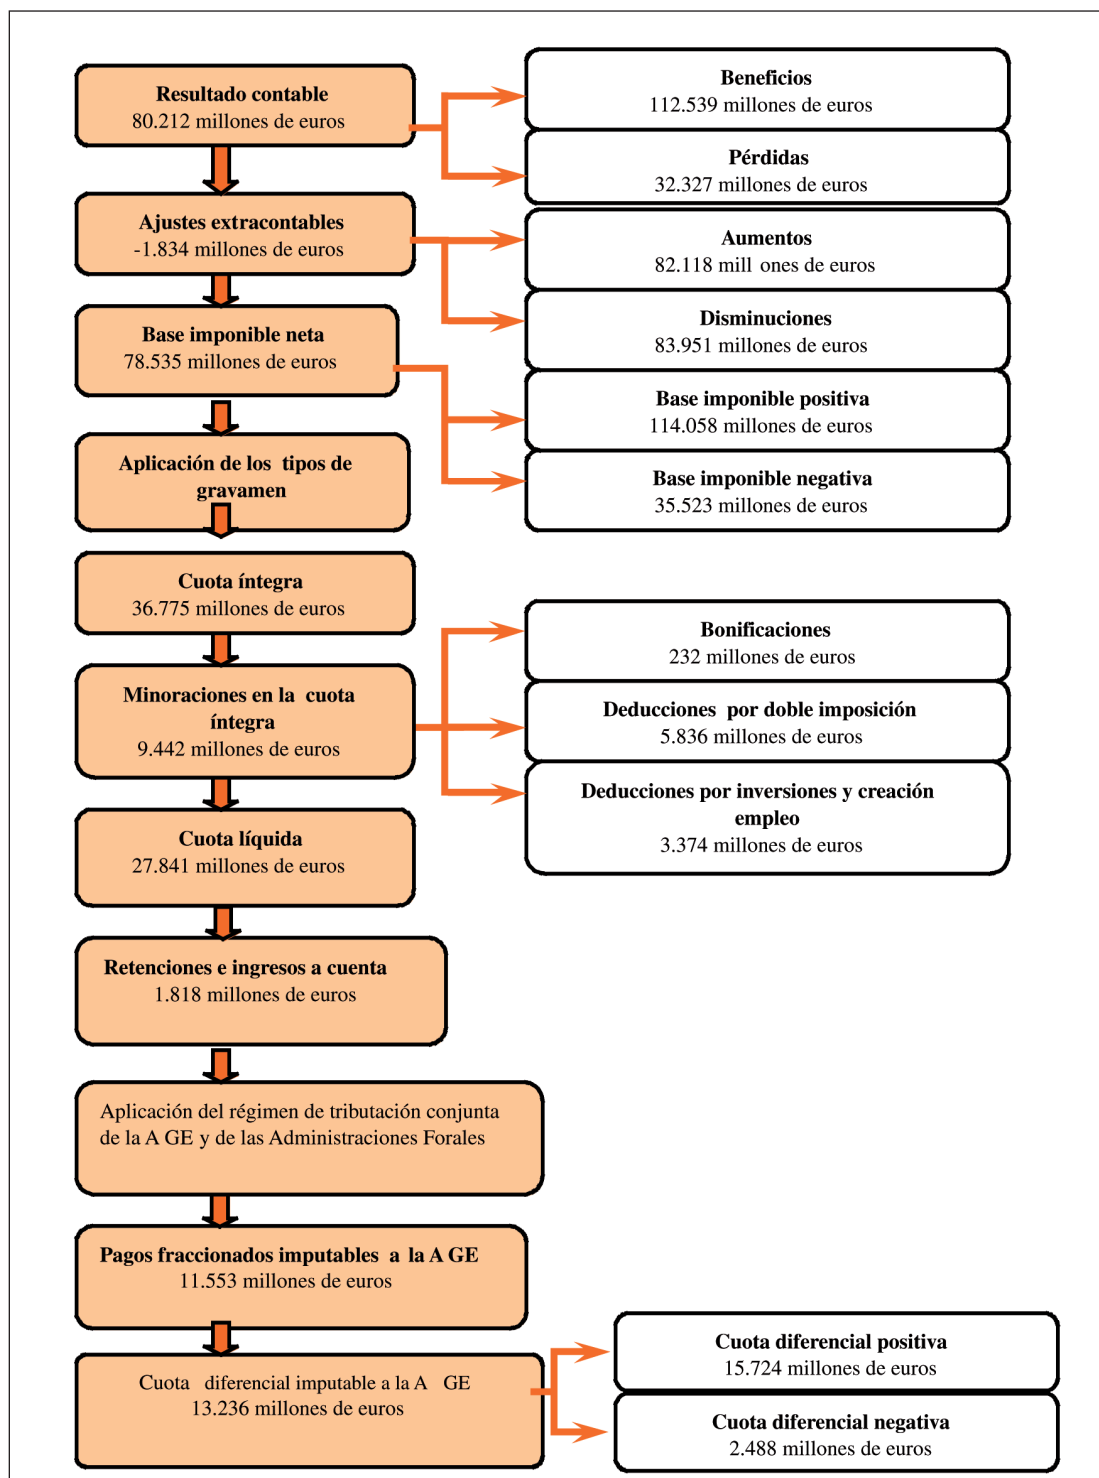 Resultado contable
80.212 millones de euros
Beneficios
112.539 millones de euros
Pérdidas
32.327 millones de euros
Ajustes extracontables
-1.834 millones de euros
Aumentos
82.118 mill ones de euros
Disminuciones
83.951 millones de euros
Base imponible neta
78.535 millones de euros
Base imponible positiva
114.058 millones de euros
Base imponible negativa
35.523 millones de euros
Aplicación de los tipos de
gravamen
Cuota íntegra
36.775 millones de euros
Minoraciones en la cuota
íntegra
9.442 millones de euros
Bonificaciones
232 millones de euros
Deducciones por doble imposición
5.836 millones de euros
Deducciones por inversiones y creación
empleo
3.374 millones de euros
Cuota líquida
27.841 millones de euros
Retenciones e ingresos a cuenta
1.818 millones de euros
Aplicación del régimen de tributación conjunta
de la A GE y de las Administraciones Forales
Pagos fraccionados imputables a la A GE
11.553 millones de euros
Cuota diferencial imputable a la A GE
13.236 millones de euros
Cuota diferencial positiva
15.724 millones de euros
Cuota diferencial negativa
2.488 millones de euros